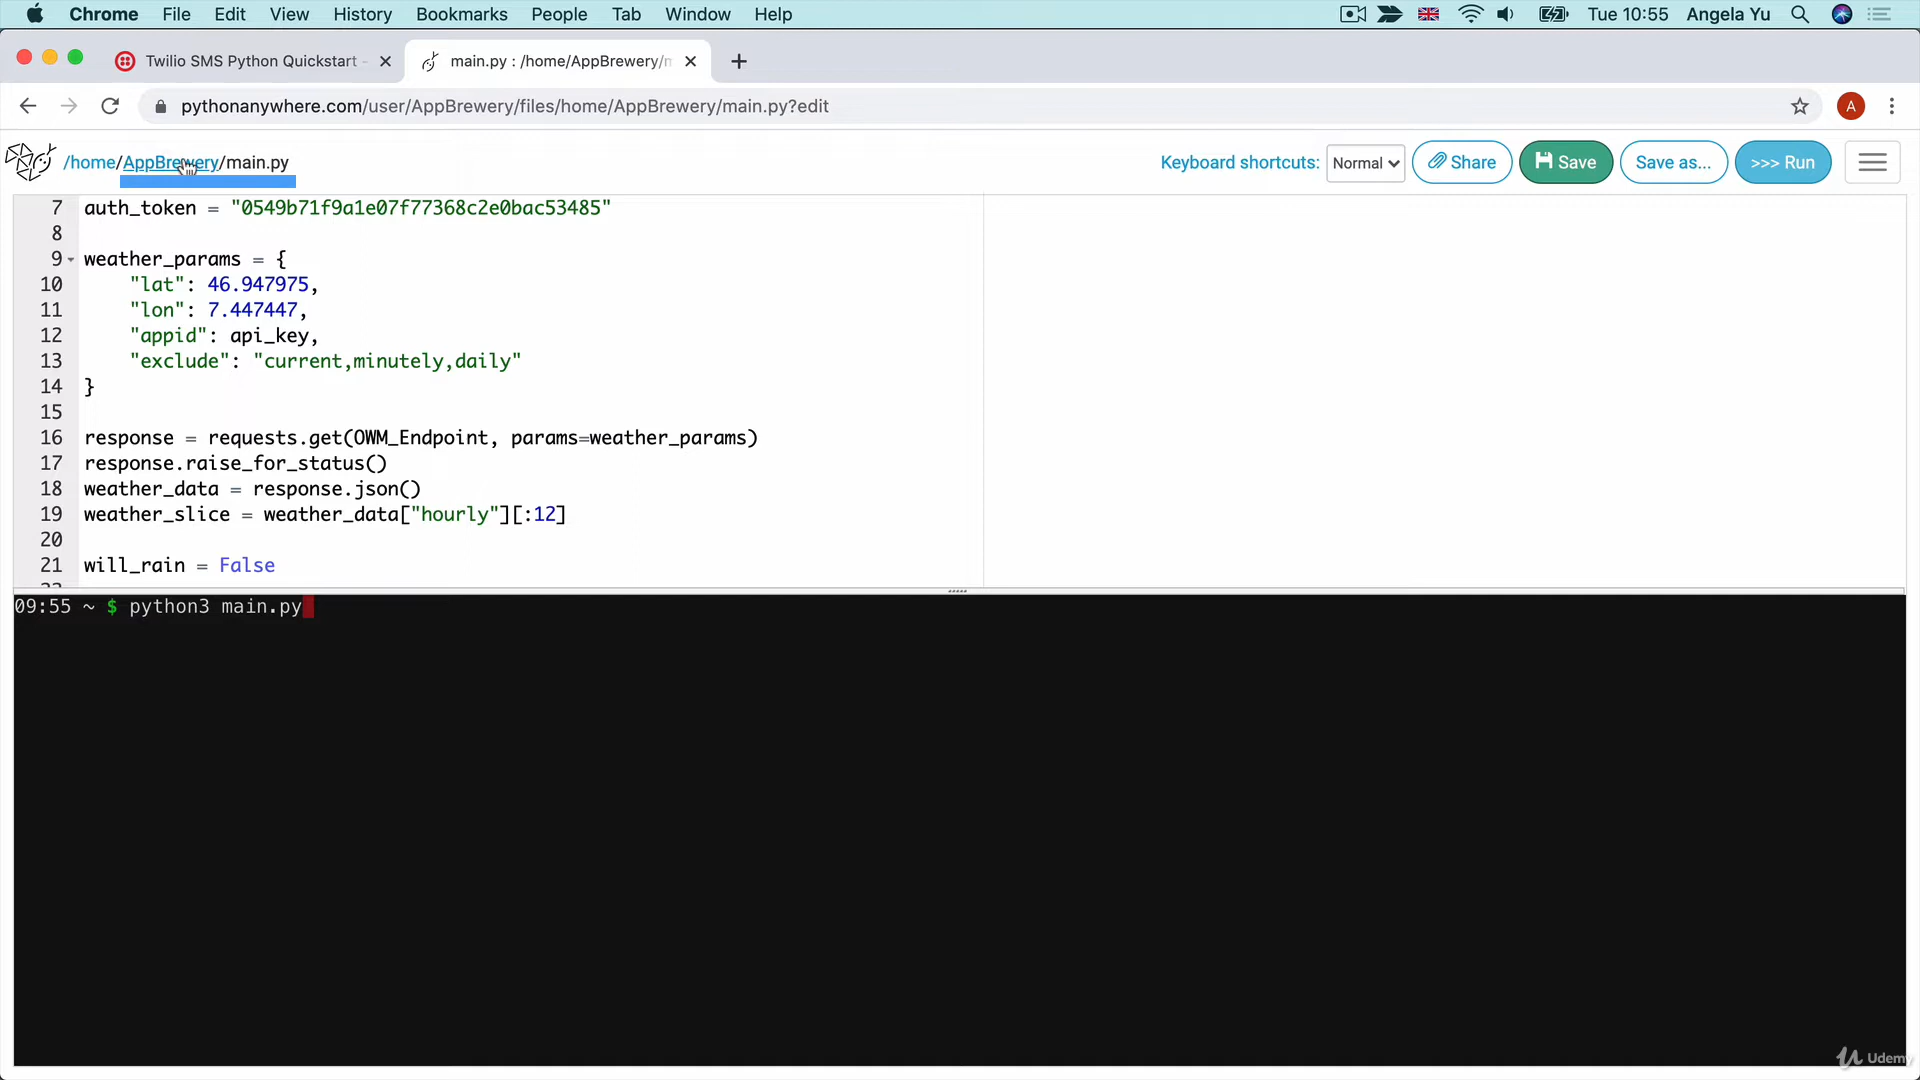 Chrome File Edit View History Bookmarks People Tab Window Help Tue 10:55 Angela Yu
Twilio SMS Python Quickstart - main.py : /home/AppBrewery/m
pythonanywhere.com/user/AppBrewery/files/home/AppBrewery/main.py?edit A
/home/AppBrewery/main.py Keyboard shortcuts: Normal Share Save Save as... >>> Run
7 auth_token = "0549b71f9a1e07f77368c2e0bac53485"
8
9 weather_params = {
10 "lat": 46.947975,
11 "lon": 7.447447,
12 "appid": api_key,
13 "exclude": "current,minutely,daily"
14 }
15
16 response = requests.get(OWM_Endpoint, params=weather_params)
17 response.raise_for_status()
18 weather_data = response.json()
19 weather_slice = weather_data["hourly"][:12]
20
21 will_rain = False
09:55 ~ $ python3 main.py
Udemy